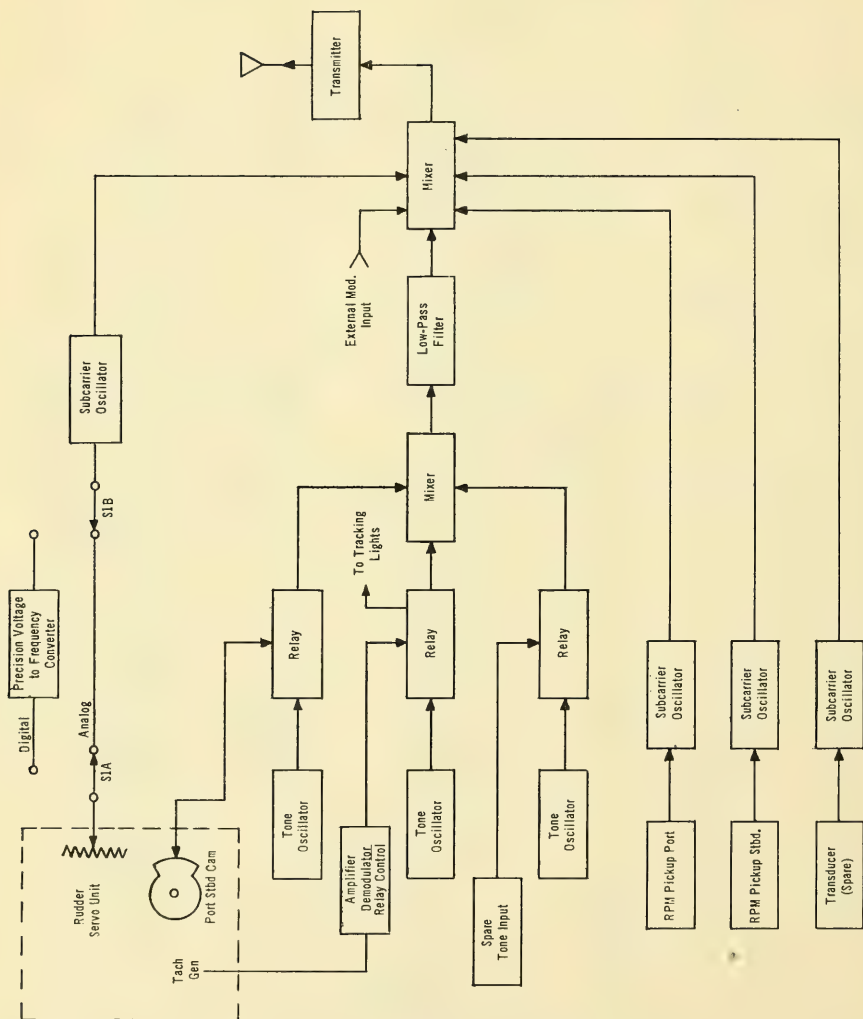 Digital
Precision Voltage
to Frequency
Converter
S1A
Analog
S1B
Subcarrier
Oscillator
Rudder
Servo Unit
Port Stbd Cam
Tach
Gen
Tone
Oscillator
Relay
Amplifier
Demodulator
Relay Control
Tone
Oscillator
Relay
To Tracking
Lights
Mixer
Low-Pass
Filter
External Mod.
Input
Mixer
Transmitter
Spare
Tone Input
Tone
Oscillator
Relay
RPM Pickup Port
Subcarrier
Oscillator
RPM Pickup Stbd.
Subcarrier
Oscillator
Transducer
(Spare)
Subcarrier
Oscillator